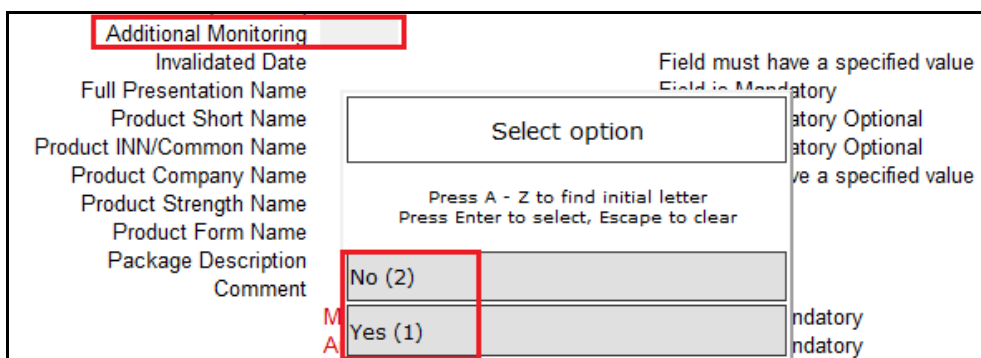 Additional Monitoring
Invalidated Date Field must have a specified value
Full Presentation Name
Product Short Name atory Optional
Product INN/Common Name atory Optional
Product Company Name ve a specified value
Product Strength Name
Product Form Name
Package Description
Comment
Select option
Press A - Z to find initial letter
Press Enter to select, Escape to clear
No (2)
Yes (1)
M ndatory
A ndatory